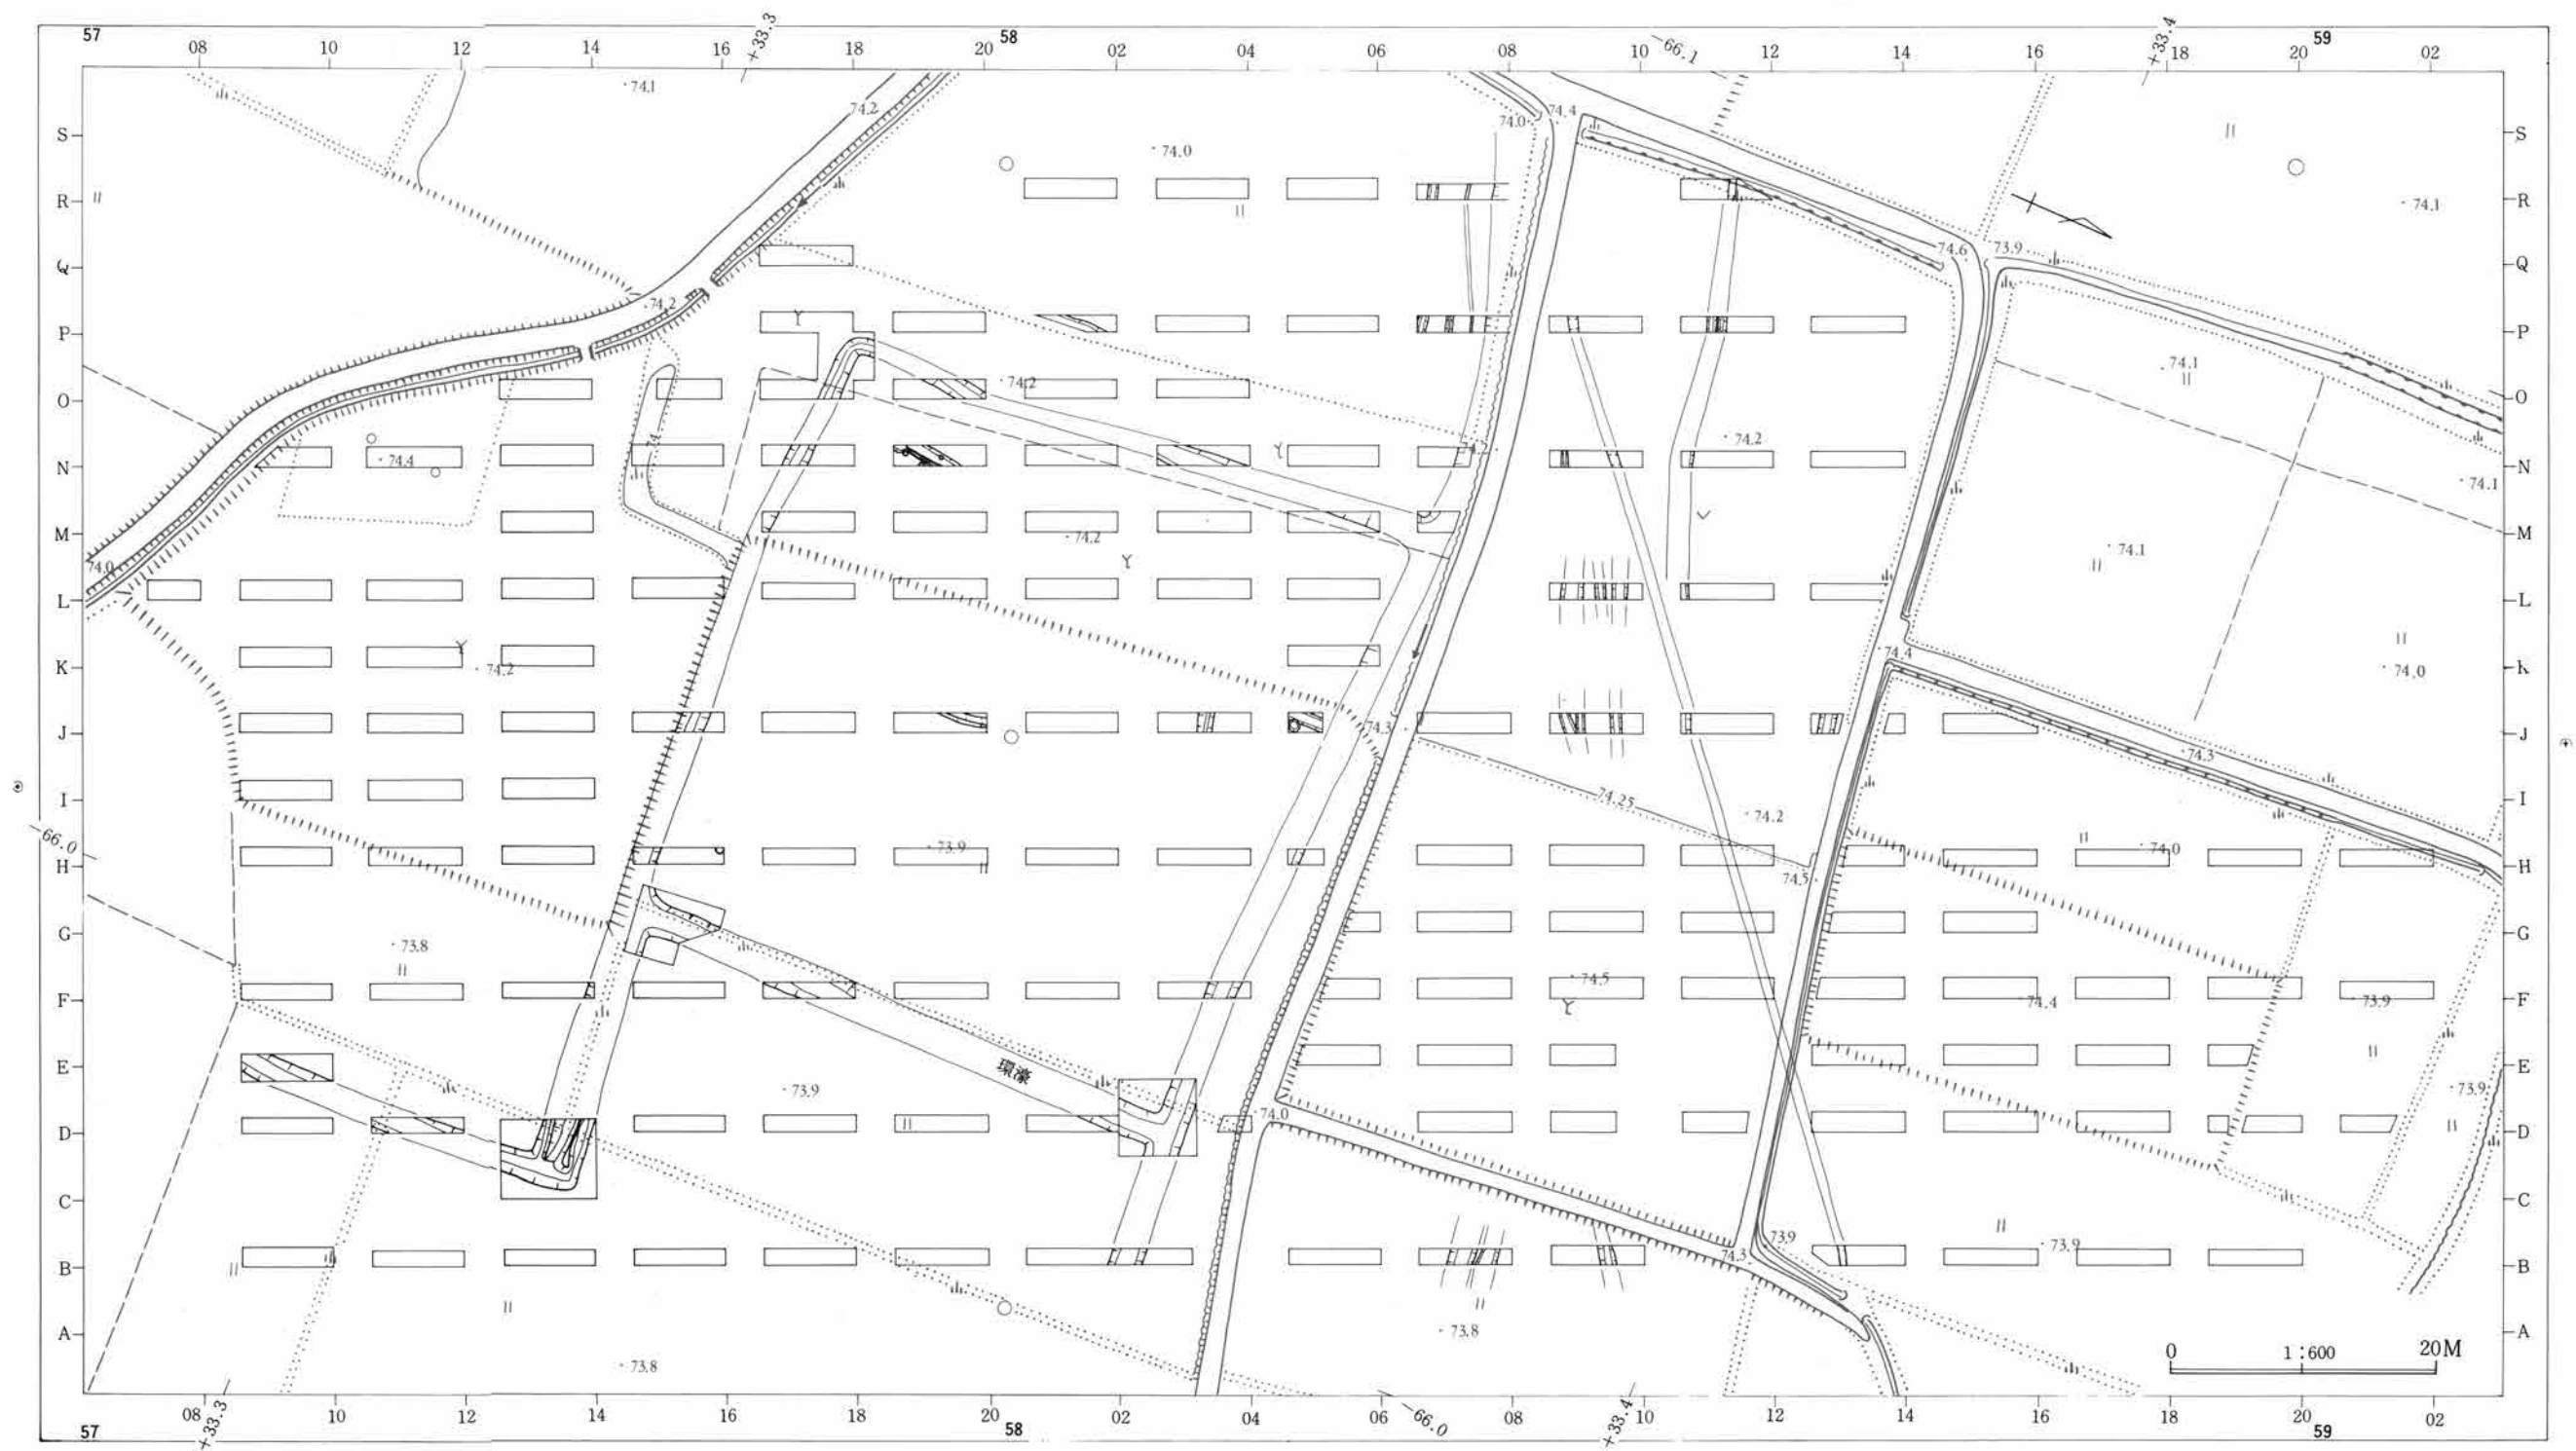 57 58 59
08 10 12 14 16 18 20 02 04 06 08 10 12 14 16 18 20 02
+33.3 -66.1 +33.4
74.1 74.2 74.0 74.4
S 74.0 S
74.0
R 74.1 R
Q 74.6 73.9 Q
74.2
P P
74.1
74.2
O O
74.2
N 74.4 74.2 N
74.1
M 74.2 74.1 M
74.0
L L
74.4
K 74.2 74.0
J 74.3 J
74.3
I 74.25 I
74.2
-66.0
73.9 74.0
H 74.5 H
G G
73.8
74.5
F 74.4 73.9 F
E 環濠 E
73.9 73.9
74.0
D D
C C
73.9 73.9
74.3
B B
A 73.8 A
73.8
0 1:600 20M
08 10 12 14 16 18 20 02 04 06 08 10 12 14 16 18 20 02
+33.3 -66.0 +33.4
57 58 59